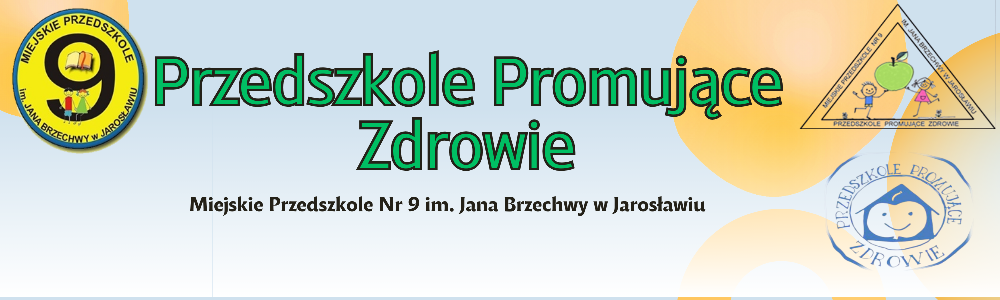 MIEJSKIE PRZEDSZKOLE
9
im. JANA BRZECHWY w JAROSŁAWIU
Przedszkole Promujące
Zdrowie
Miejskie Przedszkole Nr 9 im. Jana Brzechwy w Jarosławiu
MIEJSKIE PRZEDSZKOLE NR 9
IM. JANA BRZECHWY W JAROSŁAWIU
PRZEDSZKOLE PROMUJĄCE ZDROWIE
PRZEDSZKOLE PROMUJĄCE
ZDROWIE